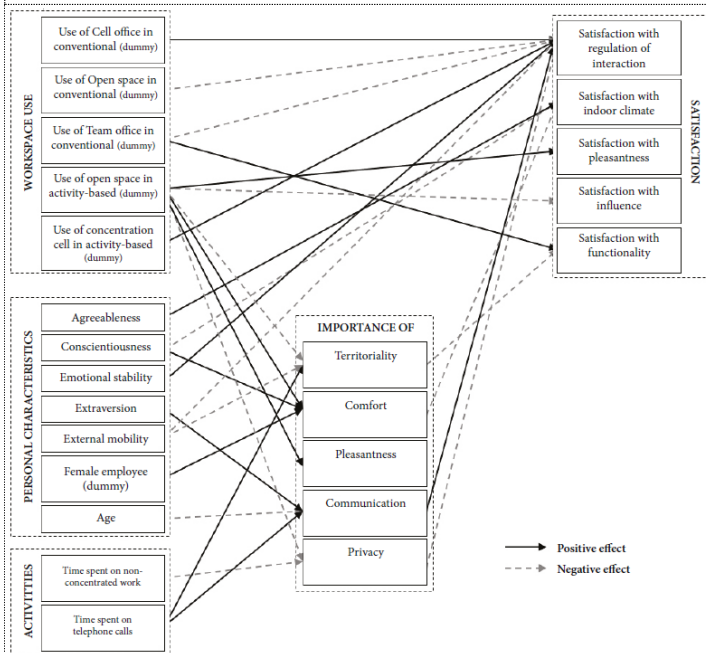 WORKSPACE USE
Use of Cell office in
conventional (dummy)
Use of Open space in
conventional (dummy)
Use of Team office in
conventional (dummy)
Use of open space in
activity-based (dummy)
Use of concentration
cell in activity-based
(dummy)
PERSONAL CHARACTERISTICS
Agreeableness
Conscientiousness
Emotional stability
Extraversion
External mobility
Female employee
(dummy)
Age
ACTIVITTIES
Time spent on non-
concentrated work
Time spent on
telephone calls
IMPORTANCE OF
Territoriality
Comfort
Pleasantness
Communication
Privacy
SATISFACTION
Satisfaction with
regulation of
interaction
Satisfaction with
indoor climate
Satisfaction with
pleasantness
Satisfaction with
influence
Satisfaction with
functionality
Positive effect
Negative effect